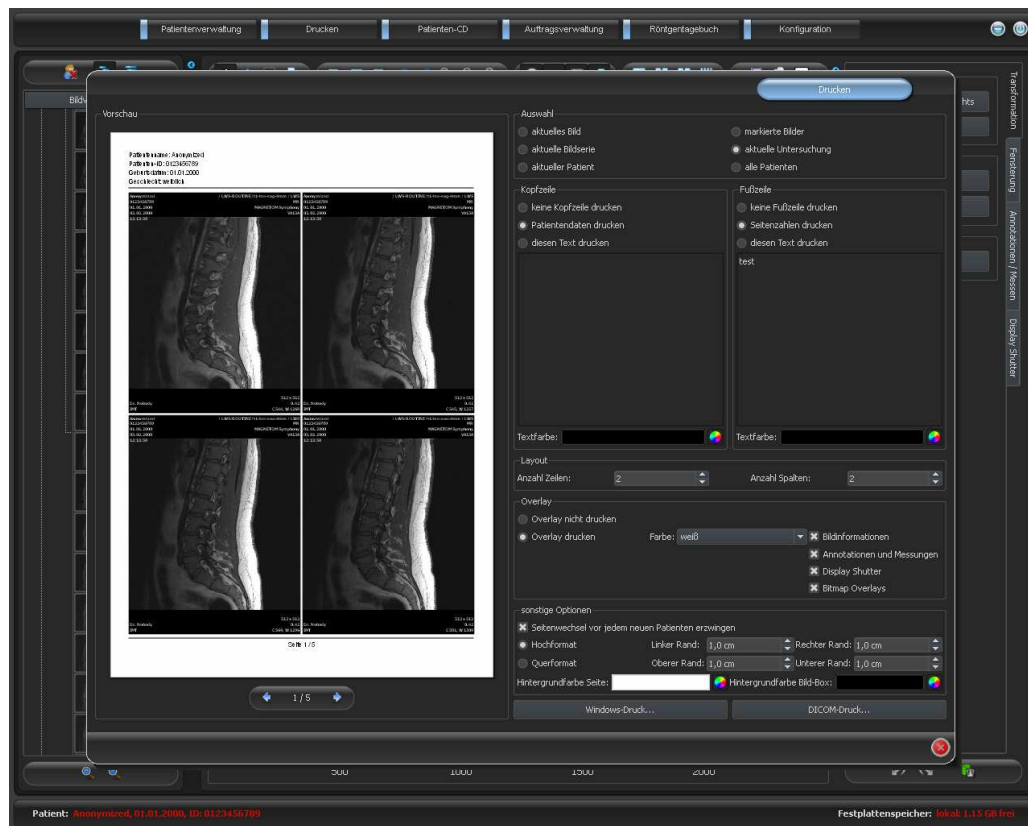 Patientenverwaltung Drucken Patienten-CD Auftragsverwaltung Röntgentagebuch Konfiguration
Drucken
Transformation
Fensterung
Annotationen / Messen
Display Shutter
Vorschau
Patientenname: Anonymized
Patienten-ID: 0123456789
Geburtsdatum: 01.01.2000
Geschlecht: weiblich
Seite 1 / 5
1 / 5
Auswahl
aktuelles Bild markierte Bilder
aktuelle Bildserie aktuelle Untersuchung
aktueller Patient alle Patienten
Kopfzeile
keine Kopfzeile drucken
Patientendaten drucken
diesen Text drucken
Textfarbe:
Fußzeile
keine Fußzeile drucken
Seitenzahlen drucken
diesen Text drucken
test
Textfarbe:
Layout
Anzahl Zeilen: 2 Anzahl Spalten: 2
Overlay
Overlay nicht drucken
Overlay drucken Farbe: weiß Bildinformationen
Annotationen und Messungen
Display Shutter
Bitmap Overlays
sonstige Optionen
Seitenwechsel vor jedem neuen Patienten erzwingen
Hochformat Linker Rand: 1,0 cm Rechter Rand: 1,0 cm
Querformat Oberer Rand: 1,0 cm Unterer Rand: 1,0 cm
Hintergrundfarbe Seite: Hintergrundfarbe Bild-Box:
Windows-Druck... DICOM-Druck...
500 1000 1500 2000
Patient: Anonymized, 01.01.2000, ID: 0123456789 Festplattenspeicher: lokal: 1.15 GB frei